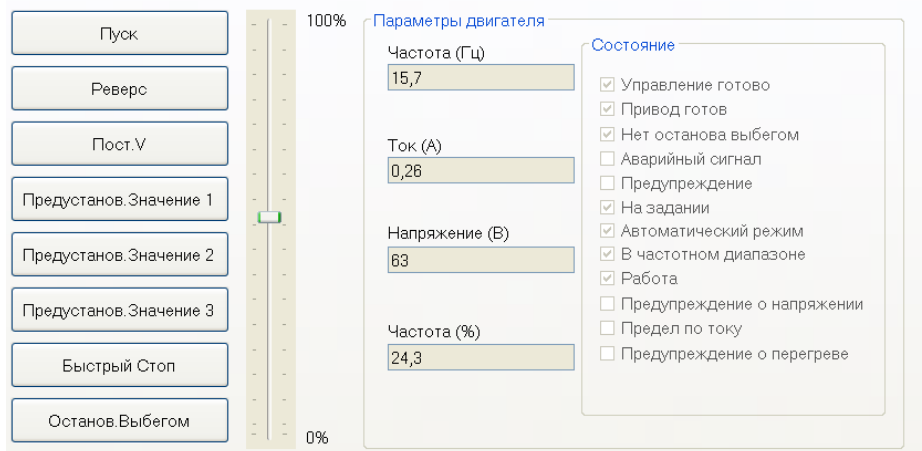 Пуск
Реверс
Пост.V
Предустанов.Значение 1
Предустанов.Значение 2
Предустанов.Значение 3
Быстрый Стоп
Останов.Выбегом
100%
0%
Параметры двигателя
Частота (Гц)
15,7
Ток (А)
0,26
Напряжение (В)
63
Частота (%)
24,3
Состояние
Управление готово
Привод готов
Нет останова выбегом
Аварийный сигнал
Предупреждение
На задании
Автоматический режим
В частотном диапазоне
Работа
Предупреждение о напряжении
Предел по току
Предупреждение о перегреве